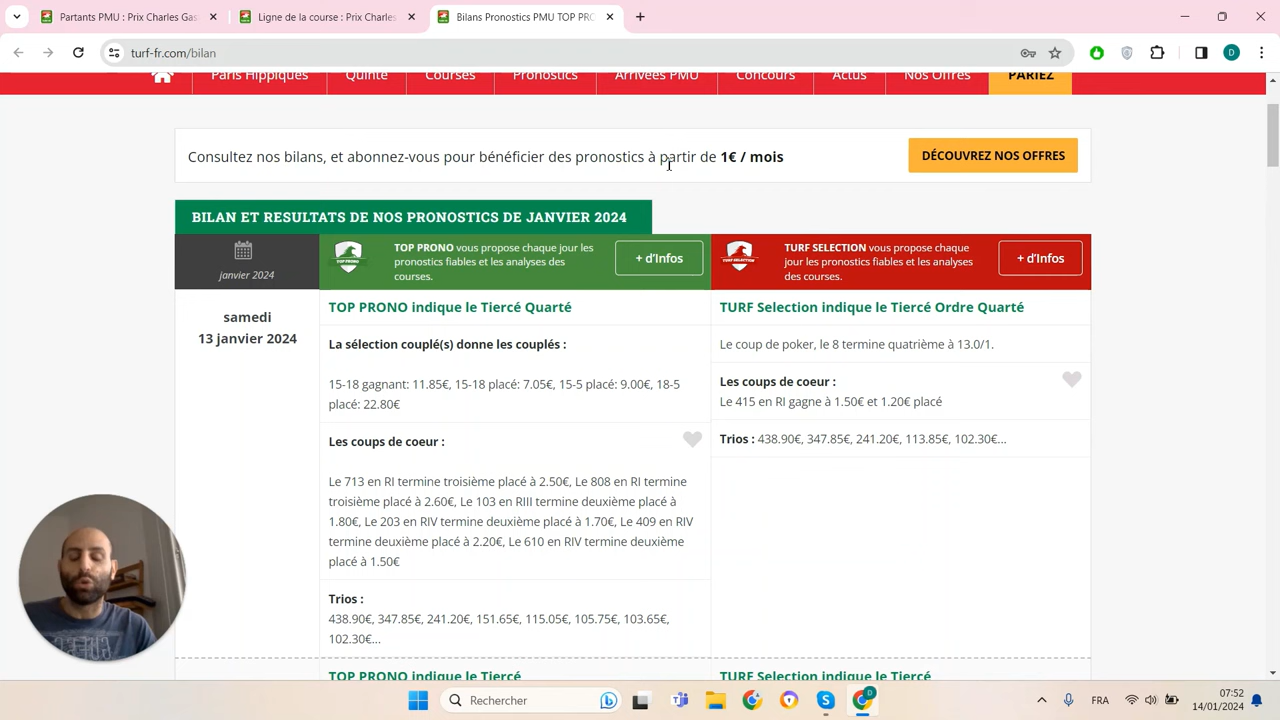 Partants PMU : Prix Charles Gas
Ligne de la course : Prix Charles
Bilans Pronostics PMU TOP PRO
turf-fr.com/bilan
D
Paris Hippiques
Quinté
Courses
Pronostics
Arrivées PMU
Concours
Actus
Nos Offres
PARIEZ
Consultez nos bilans, et abonnez-vous pour bénéficier des pronostics à partir de 1€ / mois
DÉCOUVREZ NOS OFFRES
BILAN ET RESULTATS DE NOS PRONOSTICS DE JANVIER 2024
janvier 2024
TOP PRONO
TOP PRONO vous propose chaque jour les
pronostics fiables et les analyses des
courses.
+ d'Infos
TURF SELECTION
TURF SELECTION vous propose chaque
jour les pronostics fiables et les analyses
des courses.
+ d'Infos
samedi
13 janvier 2024
TOP PRONO indique le Tiercé Quarté
La sélection couplé(s) donne les couplés :
15-18 gagnant: 11.85€, 15-18 placé: 7.05€, 15-5 placé: 9.00€, 18-5
placé: 22.80€
Les coups de coeur :
Le 713 en RI termine troisième placé à 2.50€, Le 808 en RI termine
troisième placé à 2.60€, Le 103 en RIII termine deuxième placé à
1.80€, Le 203 en RIV termine deuxième placé à 1.70€, Le 409 en RIV
termine deuxième placé à 2.20€, Le 610 en RIV termine deuxième
placé à 1.50€
Trios :
438.90€, 347.85€, 241.20€, 151.65€, 115.05€, 105.75€, 103.65€,
102.30€...
TURF Selection indique le Tiercé Ordre Quarté
Le coup de poker, le 8 termine quatrième à 13.0/1.
Les coups de coeur :
Le 415 en RI gagne à 1.50€ et 1.20€ placé
Trios : 438.90€, 347.85€, 241.20€, 113.85€, 102.30€...
TOP PRONO indique le Tiercé
TURF Selection indique le Tiercé
Rechercher
FRA
07:52
14/01/2024